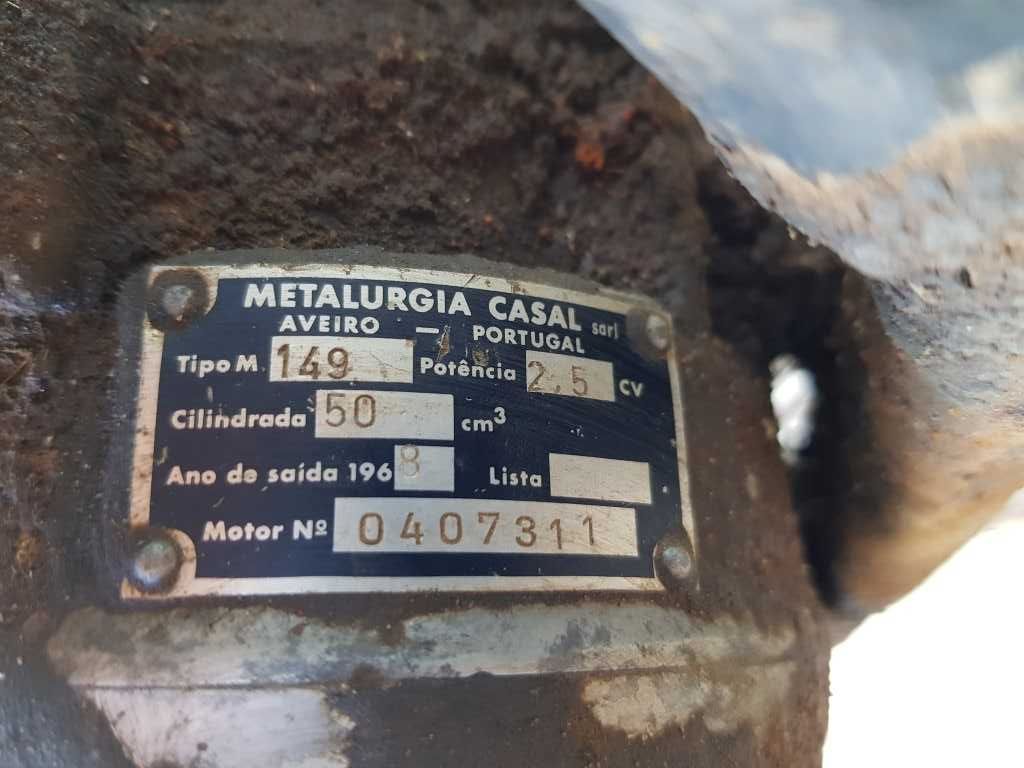 METALURGIA CASAL sarl
AVEIRO — PORTUGAL
Tipo M 149 Potência 2.5 CV
Cilindrada 50 cm³
Ano de saída 1968 Lista
Motor Nº 0407311